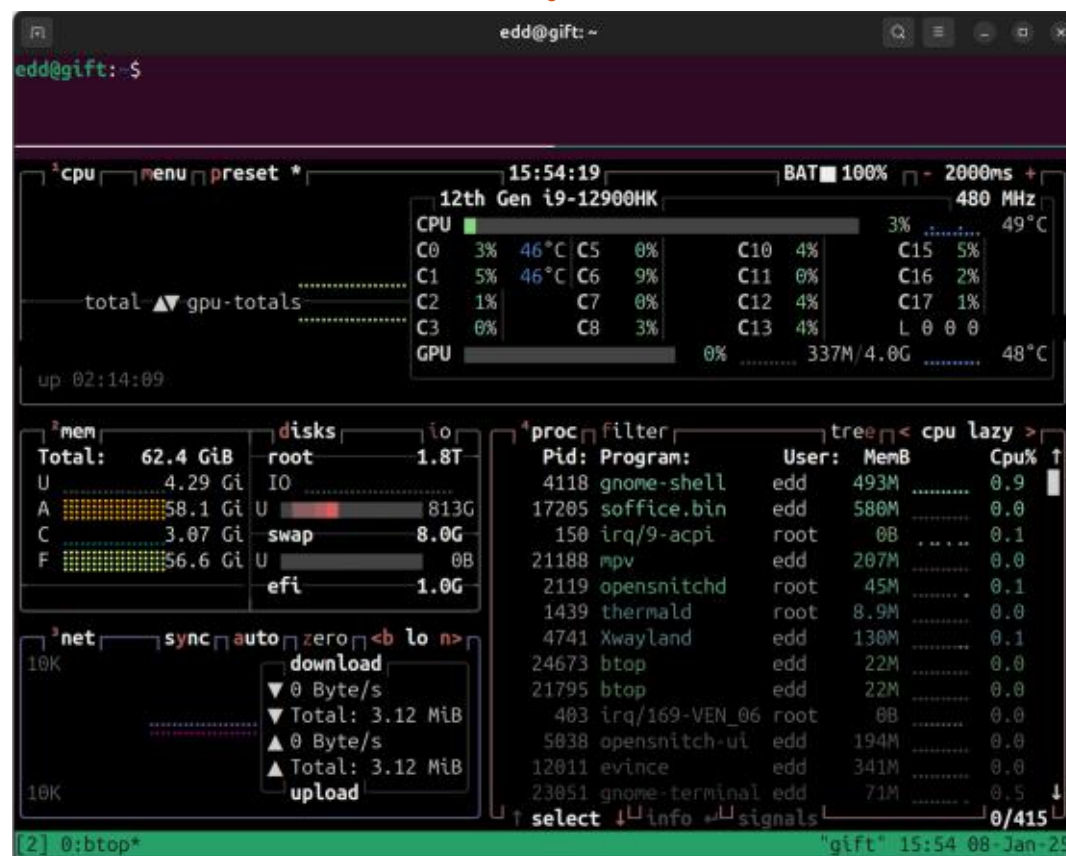 edd@gift: ~
edd@gift:~$
¹cpu menu preset * 15:54:19 BAT 100% - 2000ms +
12th Gen i9-12900HK 480 MHz
CPU 3% 49°C
C0 3% 46°C C5 0% C10 4% C15 5%
C1 5% 46°C C6 9% C11 0% C16 2%
total ▲▼ gpu-totals C2 1% C7 0% C12 4% C17 1%
C3 0% C8 3% C13 4% L 0 0 0
GPU 0% 337M/4.0G 48°C
up 02:14:09
²mem disks io
Total: 62.4 GiB root 1.8T
U 4.29 Gi IO
A 58.1 Gi U 813G
C 3.07 Gi swap 8.0G
F 56.6 Gi U 0B
efi 1.0G
³net sync auto zero <b lo n>
10K download
▼ 0 Byte/s
▼ Total: 3.12 MiB
▲ 0 Byte/s
▲ Total: 3.12 MiB
10K upload
⁴proc filter tree < cpu lazy >
Pid: Program: User: MemB Cpu% ↑
4118 gnome-shell edd 493M 0.9
17205 soffice.bin edd 580M 0.0
150 irq/9-acpi root 0B 0.1
21188 mpv edd 207M 0.0
2119 opensnitchd root 45M 0.1
1439 thermald root 8.9M 0.0
4741 Xwayland edd 130M 0.1
24673 btop edd 22M 0.0
21795 btop edd 22M 0.0
403 irq/169-VEN_06 root 0B 0.0
5038 opensnitch-ui edd 194M 0.0
12011 evince edd 341M 0.0
23051 gnome-terminal edd 71M 0.5 ↓
↑ select ↓ info ↵ signals 0/415
[2] 0:btop* "gift" 15:54 08-Jan-25